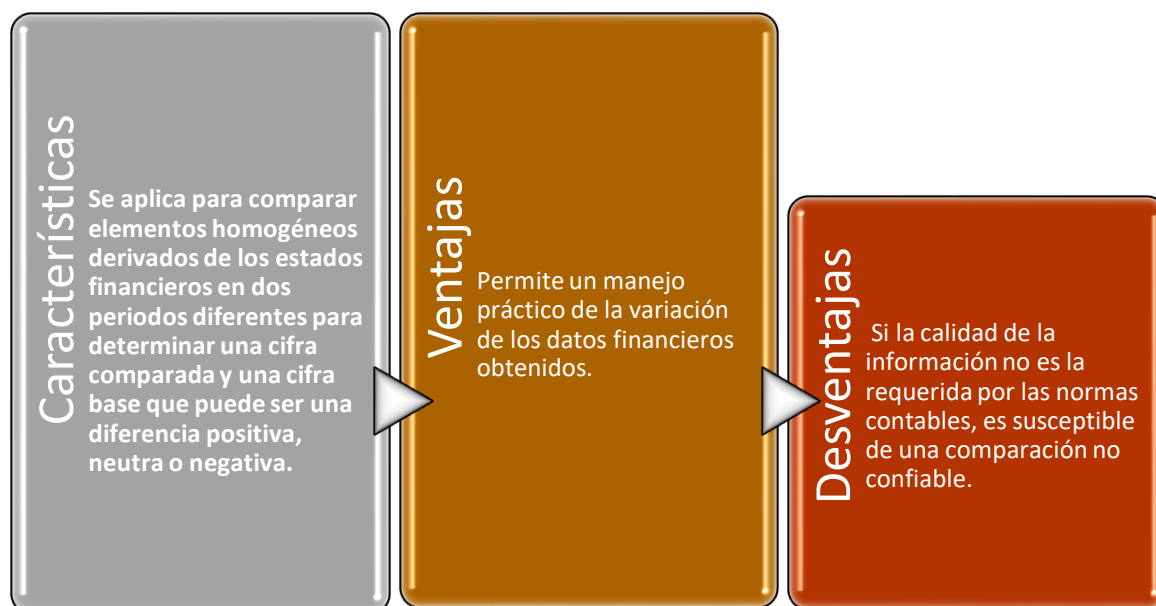 Características
Se aplica para comparar
elementos homogéneos
derivados de los estados
financieros en dos
periodos diferentes para
determinar una cifra
comparada y una cifra
base que puede ser una
diferencia positiva,
neutra o negativa.
Ventajas
Permite un manejo
práctico de la variación
de los datos financieros
obtenidos.
Desventajas
Si la calidad de la
información no es la
requerida por las normas
contables, es susceptible
de una comparación no
confiable.